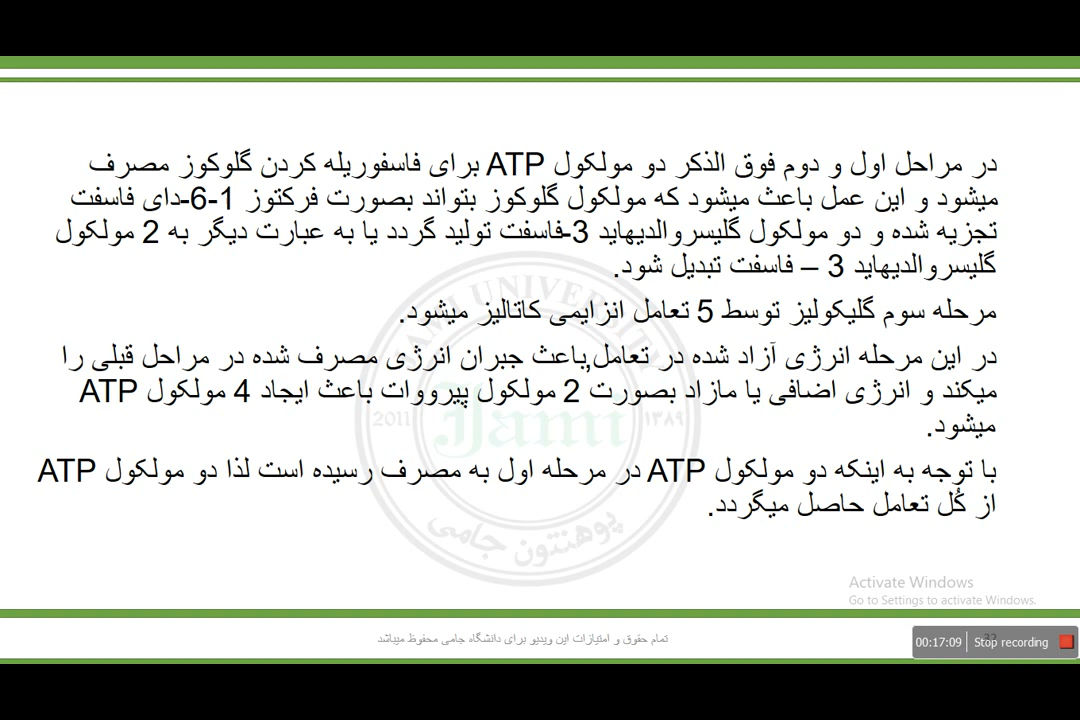 در مراحل اول و دوم فوق الذکر دو مولکول ATP برای فاسفوریله کردن گلوکوز مصرف
میشود و این عمل باعث میشود که مولکول گلوکوز بتواند بصورت فرکتوز 1-6-دای فاسفت
تجزیه شده و دو مولکول گلیسروالدیهاید 3-فاسفت تولید گردد یا به عبارت دیگر به 2 مولکول
گلیسروالدیهاید 3 – فاسفت تبدیل شود.
مرحله سوم گلیکولیز توسط 5 تعامل انزایمی کاتالیز میشود.
در این مرحله انرژی آزاد شده در تعامل,باعث جبران انرژی مصرف شده در مراحل قبلی را
میکند و انرژی اضافی یا مازاد بصورت 2 مولکول پیرووات باعث ایجاد 4 مولکول ATP
میشود.
با توجه به اینکه دو مولکول ATP در مرحله اول به مصرف رسیده است لذا دو مولکول ATP
از کُل تعامل حاصل میگردد.
JAMI UNIVERSITY
2011 Jami ۱۳۸۹
پوهنتون جامی
Activate Windows
Go to Settings to activate Windows.
تمام حقوق و امتیازات این ویدیو برای دانشگاه جامی محفوظ میباشد
00:17:09 Stop recording